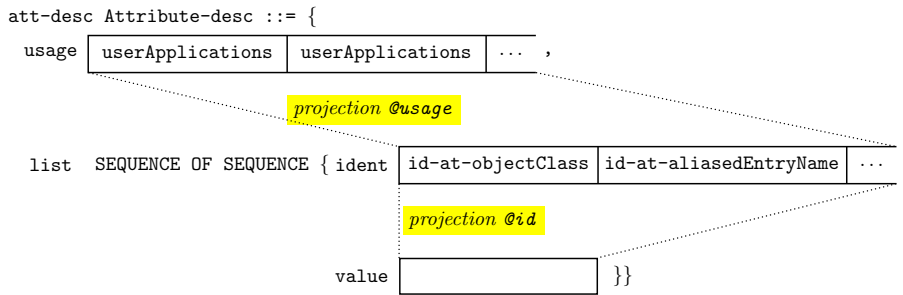 att-desc Attribute-desc ::= {
usage userApplications userApplications ... ,
projection @usage
list SEQUENCE OF SEQUENCE { ident id-at-objectClass id-at-aliasedEntryName ...
projection @id
value }}